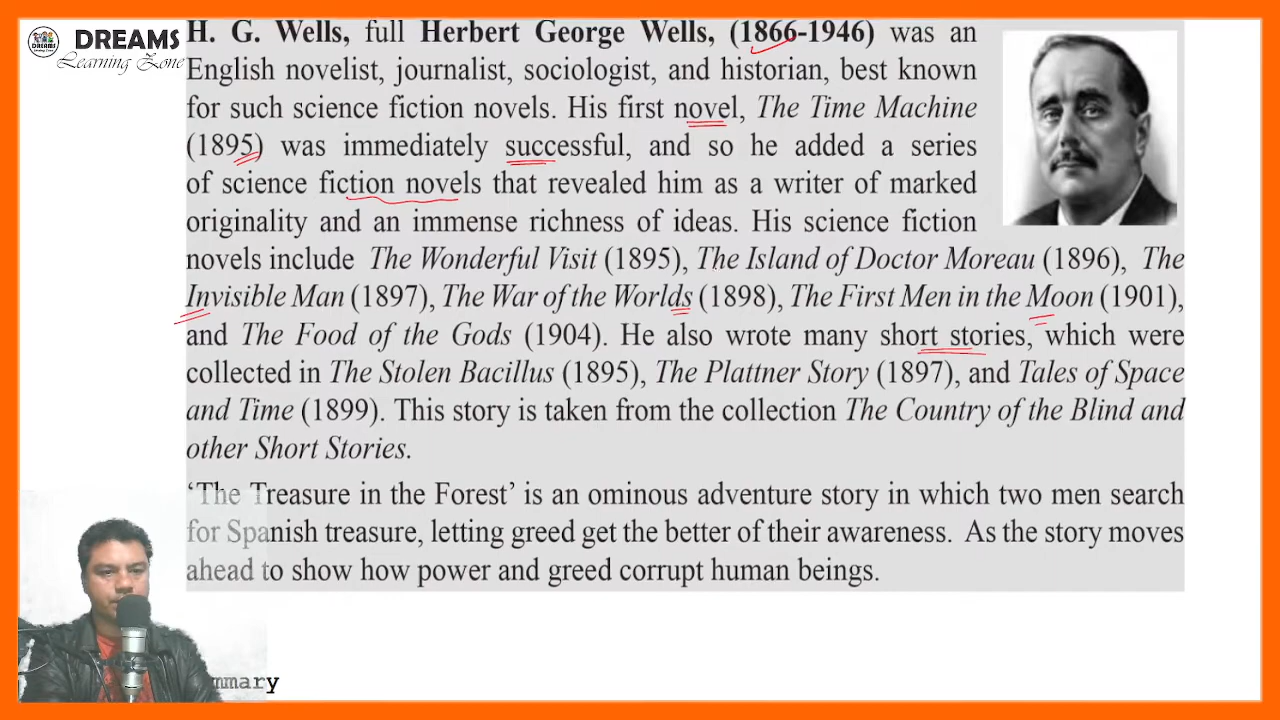 DREAMS
Learning Zone
H. G. Wells, full Herbert George Wells, (1866-1946) was an
English novelist, journalist, sociologist, and historian, best known
for such science fiction novels. His first novel, The Time Machine
(1895) was immediately successful, and so he added a series
of science fiction novels that revealed him as a writer of marked
originality and an immense richness of ideas. His science fiction
novels include The Wonderful Visit (1895), The Island of Doctor Moreau (1896), The
Invisible Man (1897), The War of the Worlds (1898), The First Men in the Moon (1901),
and The Food of the Gods (1904). He also wrote many short stories, which were
collected in The Stolen Bacillus (1895), The Plattner Story (1897), and Tales of Space
and Time (1899). This story is taken from the collection The Country of the Blind and
other Short Stories.
‘The Treasure in the Forest’ is an ominous adventure story in which two men search
for Spanish treasure, letting greed get the better of their awareness. As the story moves
ahead to show how power and greed corrupt human beings.
mmary